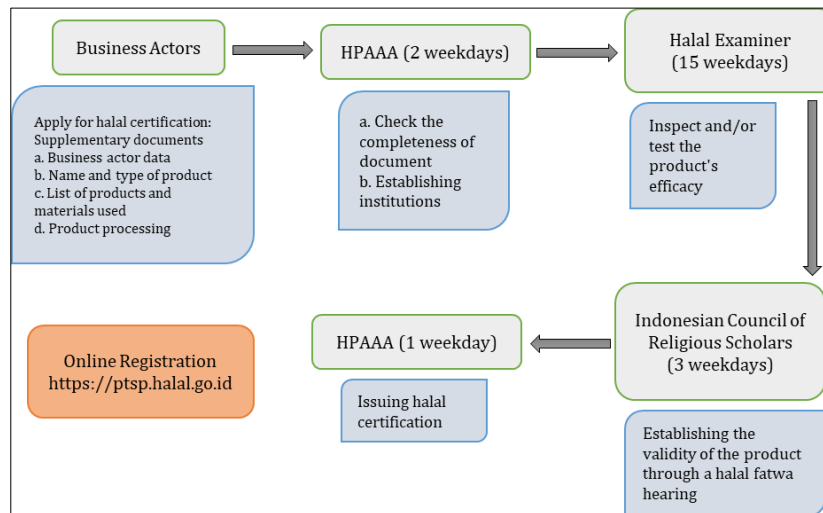 Business Actors
HPAAA (2 weekdays)
Halal Examiner
(15 weekdays)
Apply for halal certification:
Supplementary documents
a. Business actor data
b. Name and type of product
c. List of products and
materials used
d. Product processing
a. Check the
completeness of
document
b. Establishing
institutions
Inspect and/or
test the
product's
efficacy
Indonesian Council of
Religious Scholars
(3 weekdays)
HPAAA (1 weekday)
Online Registration
https://ptsp.halal.go.id
Issuing halal
certification
Establishing the
validity of the product
through a halal fatwa
hearing